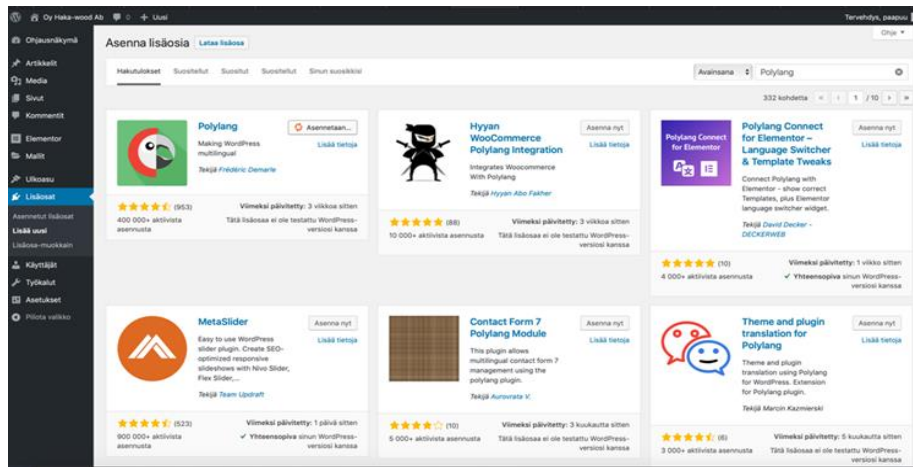 Oy Haka-wood Ab 0 + Uusi
Tervehdys, paapuu
Ohjausnäkymä
Artikkelit
Media
Sivut
Kommentit
Elementor
Mallit
Ulkoasu
Lisäosat
Asennetut lisäosat
Lisää uusi
Lisäosa-muokkain
Käyttäjät
Työkalut
Asetukset
Piilota valikko
Ohje
Asenna lisäosia Lataa lisäosa
Hakutulokset Suositellut Suositut Suositellut Sinun suosikkisi
Avainsana Polylang
332 kohdetta « ‹ 1 / 10 › »
Polylang
Asennetaan...
Making WordPress
multilingual
Lisää tietoja
Tekijä Frédéric Demarle
(953)
Viimeksi päivitetty: 3 viikkoa sitten
400 000+ aktiivista
asennusta
Tätä lisäosaa ei ole testattu WordPress-
versiosi kanssa
Hyyan
WooCommerce
Polylang Integration
Asenna nyt
Lisää tietoja
Integrates Woocommerce
With Polylang
Tekijä Hyyan Abo Fakher
(88)
Viimeksi päivitetty: 3 viikkoa sitten
10 000+ aktiivista asennusta
Tätä lisäosaa ei ole testattu WordPress-
versiosi kanssa
Polylang Connect
for Elementor
Polylang Connect
for Elementor –
Language Switcher
& Template Tweaks
Asenna nyt
Lisää tietoja
Connect Polylang with
Elementor - show correct
Templates, plus Elementor
language switcher widget.
Tekijä David Decker -
DECKERWEB
(10)
Viimeksi päivitetty: 1 viikko sitten
4 000+ aktiivista asennusta
✓ Yhteensopiva sinun WordPress-
versiosi kanssa
MetaSlider
Asenna nyt
Easy to use WordPress
slider plugin. Create SEO-
optimized responsive
slideshows with Nivo Slider,
Flex Slider,...
Lisää tietoja
Tekijä Team Updraft
(523)
Viimeksi päivitetty: 1 päivä sitten
900 000+ aktiivista
asennusta
✓ Yhteensopiva sinun WordPress-
versiosi kanssa
Contact Form 7
Polylang Module
Asenna nyt
Lisää tietoja
This plugin allows
multilingual contact form 7
management using the
polylang plugin.
Tekijä Aurovrata V.
(10)
Viimeksi päivitetty: 3 kuukautta sitten
5 000+ aktiivista asennusta
Tätä lisäosaa ei ole testattu WordPress-
versiosi kanssa
Theme and plugin
translation for
Polylang
Asenna nyt
Lisää tietoja
Theme and plugin
translation using Polylang
for WordPress. Extension
for Polylang plugin.
Tekijä Marcin Kazmierski
(6)
Viimeksi päivitetty: 5 kuukautta sitten
3 000+ aktiivista asennusta
Tätä lisäosaa ei ole testattu WordPress-
versiosi kanssa